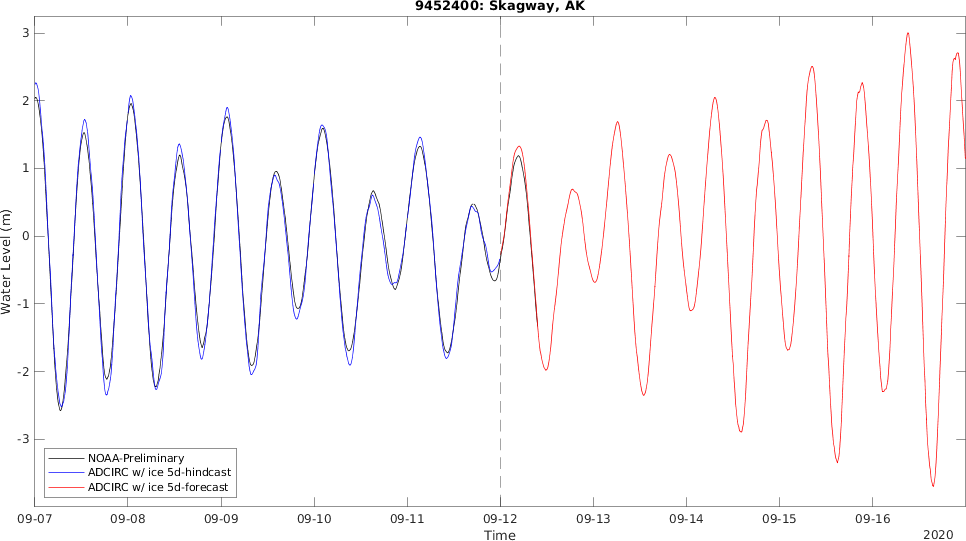 9452400: Skagway, AK
3
2
1
0
-1
-2
-3
Water Level (m)
NOAA-Preliminary
ADCIRC w/ ice 5d-hindcast
ADCIRC w/ ice 5d-forecast
09-07 09-08 09-09 09-10 09-11 09-12 09-13 09-14 09-15 09-16
Time
2020